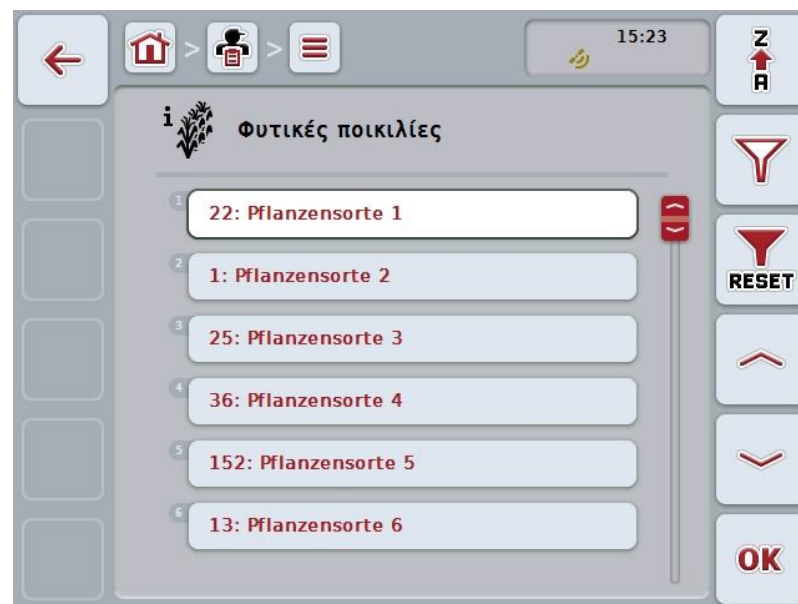 15:23
Z
A
i
Φυτικές ποικιλίες
1
22: Pflanzensorte 1
2
1: Pflanzensorte 2
RESET
3
25: Pflanzensorte 3
4
36: Pflanzensorte 4
5
152: Pflanzensorte 5
6
13: Pflanzensorte 6
OK